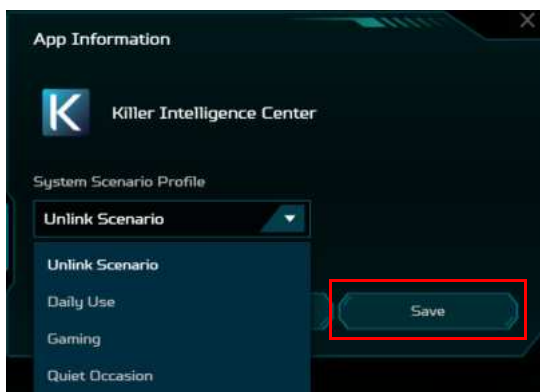 App Information
K
Killer Intelligence Center
System Scenario Profile
Unlink Scenario
Unlink Scenario
Daily Use
Save
Gaming
Quiet Occasion